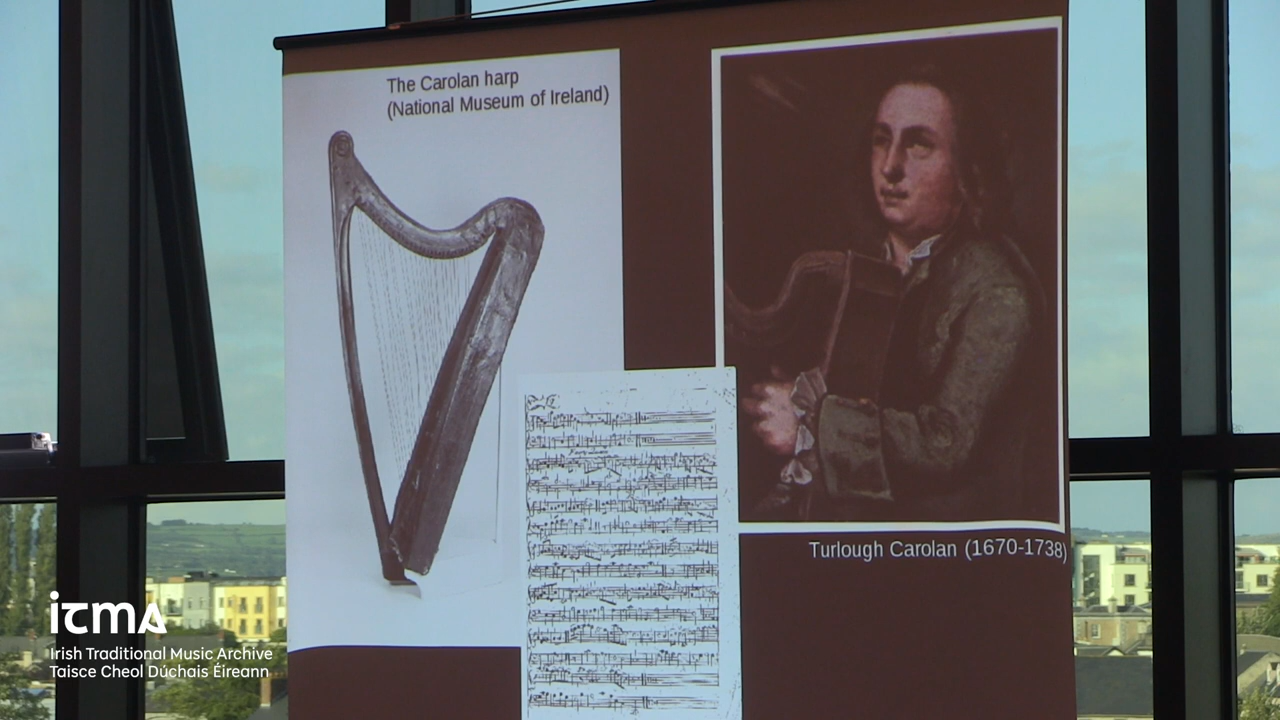 The Carolan harp
(National Museum of Ireland)
Turlough Carolan (1670-1738)
itma
Irish Traditional Music Archive
Taisce Cheol Dúchais Éireann